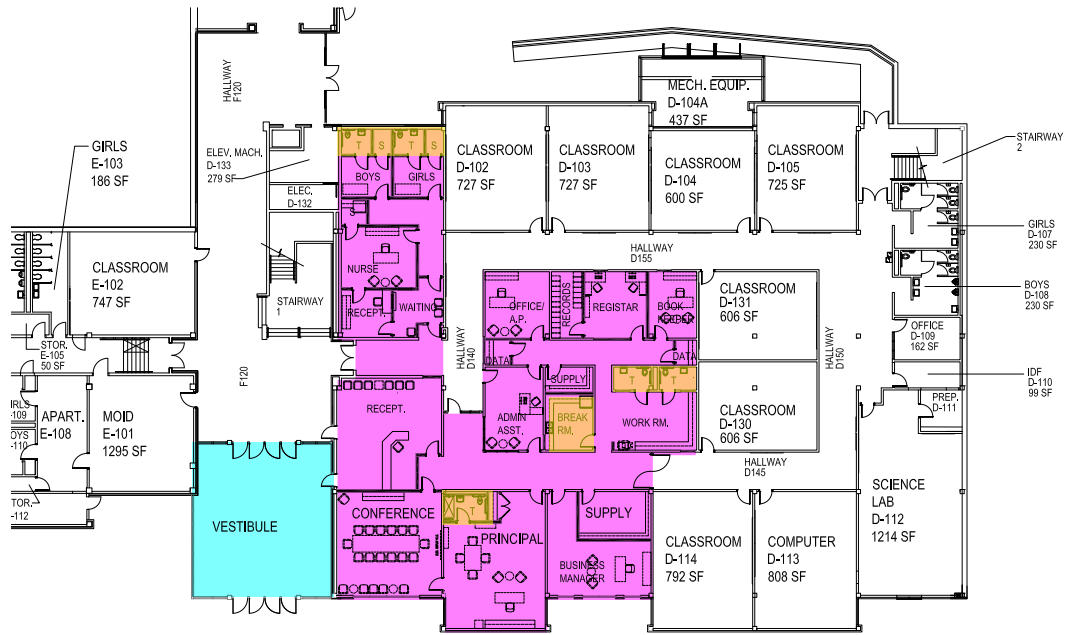 HALLWAY
F120
MECH. EQUIP.
D-104A
437 SF
GIRLS
E-103
186 SF
ELEV, MACH.
D-133
279 SF
ELEC.
D-132
T
S
T
S
BOYS
GIRLS
CLASSROOM
D-102
727 SF
CLASSROOM
D-103
727 SF
CLASSROOM
D-104
600 SF
CLASSROOM
D-105
725 SF
STAIRWAY
2
GIRLS
D-107
230 SF
BOYS
D-108
230 SF
OFFICE
D-109
162 SF
IDF
D-110
99 SF
PREP.
D-111
CLASSROOM
E-102
747 SF
STAIRWAY
1
S
NURSE
RECEPT.
WAITING
HALLWAY
D155
HALLWAY
D140
OFFICE/
A.P.
RECORDS
REGISTAR
BOOK
KEEPER
CLASSROOM
D-131
606 SF
HALLWAY
D150
STOR.
E-105
50 SF
F120
DATA
DATA
SUPPLY
T
T
BREAK
RM.
WORK RM.
ADMIN
ASST.
RECEPT.
CLASSROOM
D-130
606 SF
HALLWAY
D145
APART.
E-108
MOID
E-101
1295 SF
VESTIBULE
CONFERENCE
T
PRINCIPAL
SUPPLY
BUSINESS
MANAGER
CLASSROOM
D-114
792 SF
COMPUTER
D-113
808 SF
SCIENCE
LAB
D-112
1214 SF